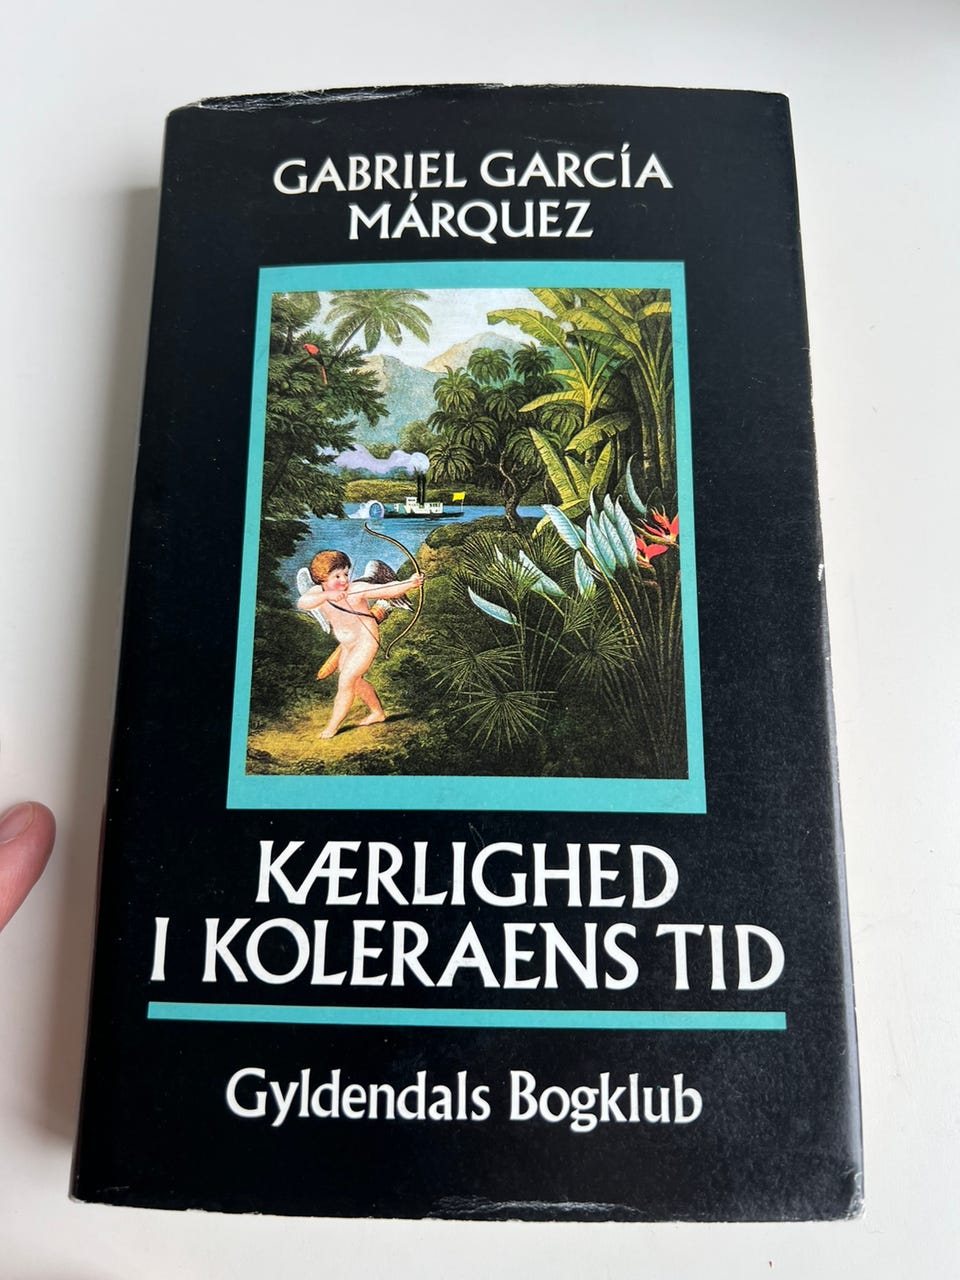 GABRIEL GARCÍA
MÁRQUEZ
KÆRLIGHED
I KOLERAENS TID
Gyldendals Bogklub